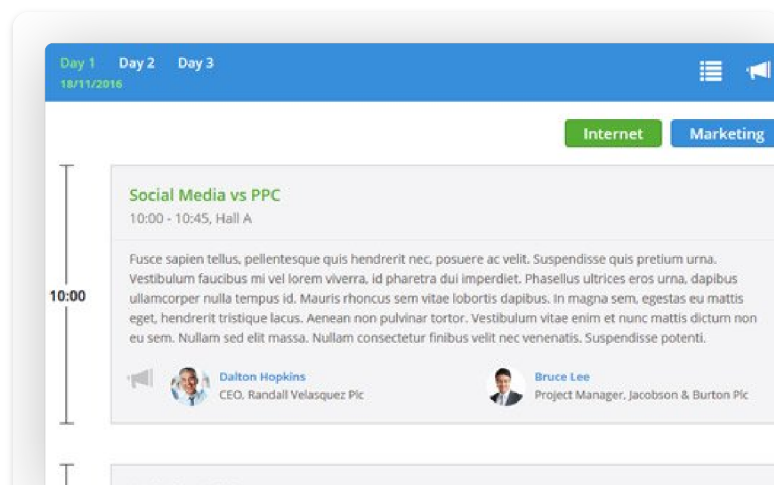 Day 1 Day 2 Day 3
18/11/2016
Internet Marketing
Social Media vs PPC
10:00 - 10:45, Hall A
Fusce sapien tellus, pellentesque quis hendrerit nec, posuere ac velit. Suspendisse quis pretium urna.
Vestibulum faucibus mi vel lorem viverra, id pharetra dui imperdiet. Phasellus ultrices eros urna, dapibus
10:00
ullamcorper nulla tempus id. Mauris rhoncus sem vitae lobortis dapibus. In magna sem, egestas eu mattis
eget, hendrerit tristique lacus. Aenean non pulvinar tortor. Vestibulum vitae enim et nunc mattis dictum non
eu sem. Nullam sed elit massa. Nullam consectetur finibus velit nec venenatis. Suspendisse potenti.
Dalton Hopkins
CEO, Randall Velasquez Plc
Bruce Lee
Project Manager, Jacobson & Burton Plc